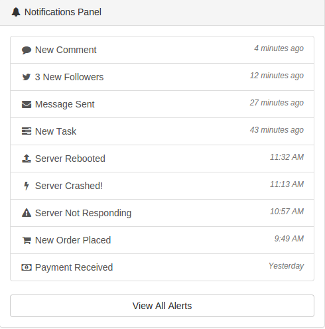 Notifications Panel
New Comment 4 minutes ago
3 New Followers 12 minutes ago
Message Sent 27 minutes ago
New Task 43 minutes ago
Server Rebooted 11:32 AM
Server Crashed! 11:13 AM
Server Not Responding 10:57 AM
New Order Placed 9:49 AM
Payment Received Yesterday
View All Alerts